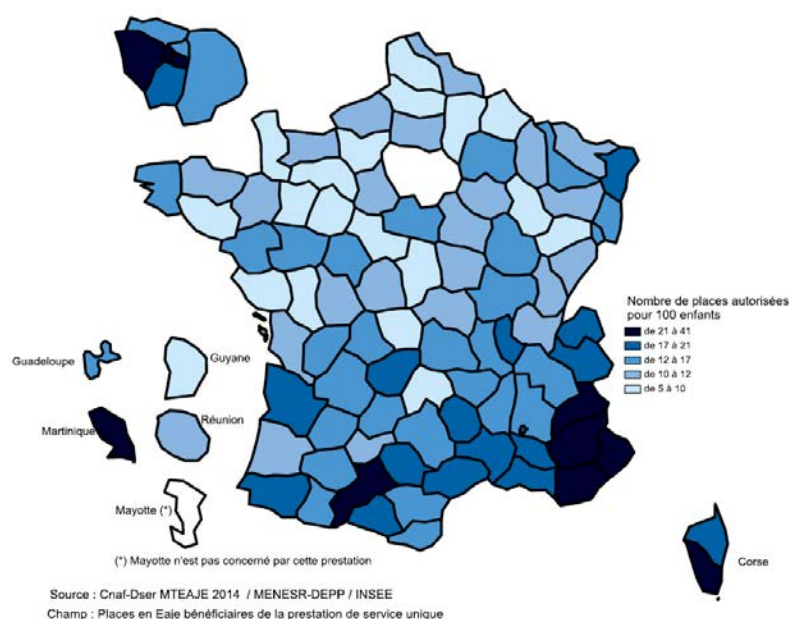 Nombre de places autorisées
pour 100 enfants
de 21 à 41
de 17 à 21
de 12 à 17
de 10 à 12
de 5 à 10
Guadeloupe
Guyane
Martinique
Réunion
Mayotte (*)
Corse
(*) Mayotte n'est pas concerné par cette prestation
Source : Cnaf-Dser MTEAJE 2014 / MENESR-DEPP / INSEE
Champ : Places en Eaje bénéficiaires de la prestation de service unique